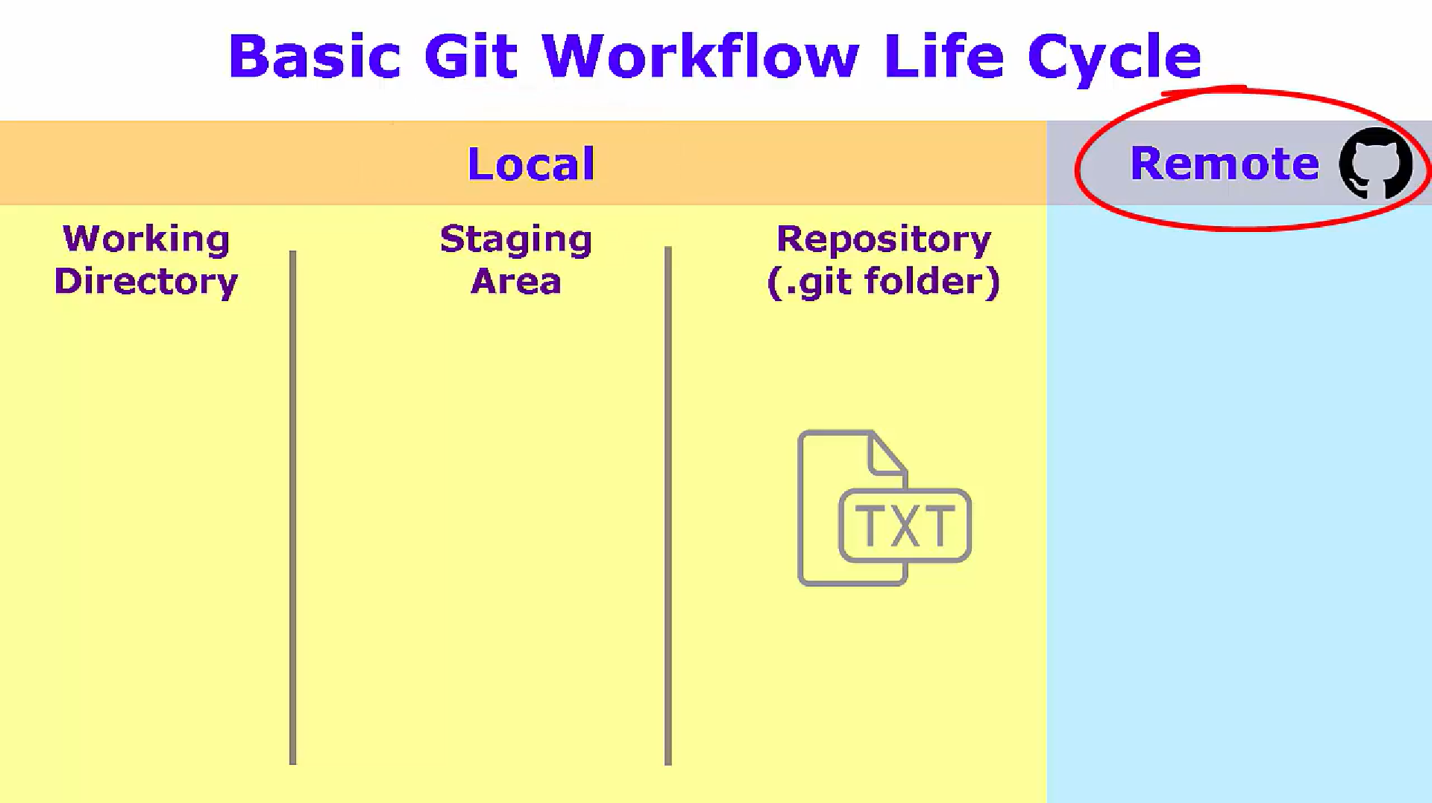 Basic Git Workflow Life Cycle
Local
Remote
Working
Directory
Staging
Area
Repository
(.git folder)
TXT